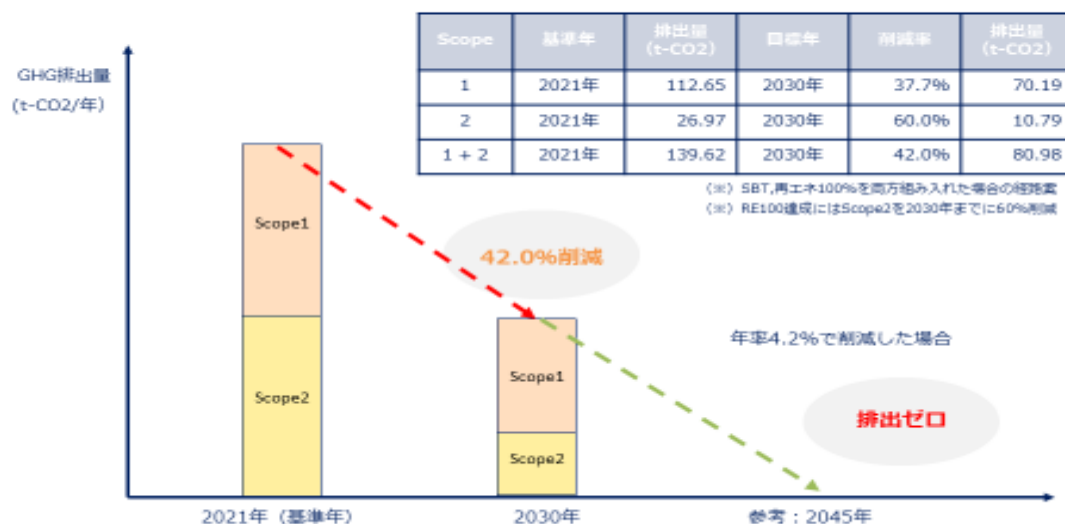 Scope 基準年 排出量(t-CO2) 目標年 削減率 排出量(t-CO2)
1 2021年 112.65 2030年 37.7% 70.19
2 2021年 26.97 2030年 60.0% 10.79
1 + 2 2021年 139.62 2030年 42.0% 80.98
(※) SBT,再エネ100%を両方組み入れた場合の経路案
(※) RE100達成にはScope2を2030年までに60%削減
GHG排出量
(t-CO2/年)
Scope1
Scope2
42.0%削減
Scope1
Scope2
年率4.2%で削減した場合
排出ゼロ
2021年(基準年)
2030年
参考:2045年